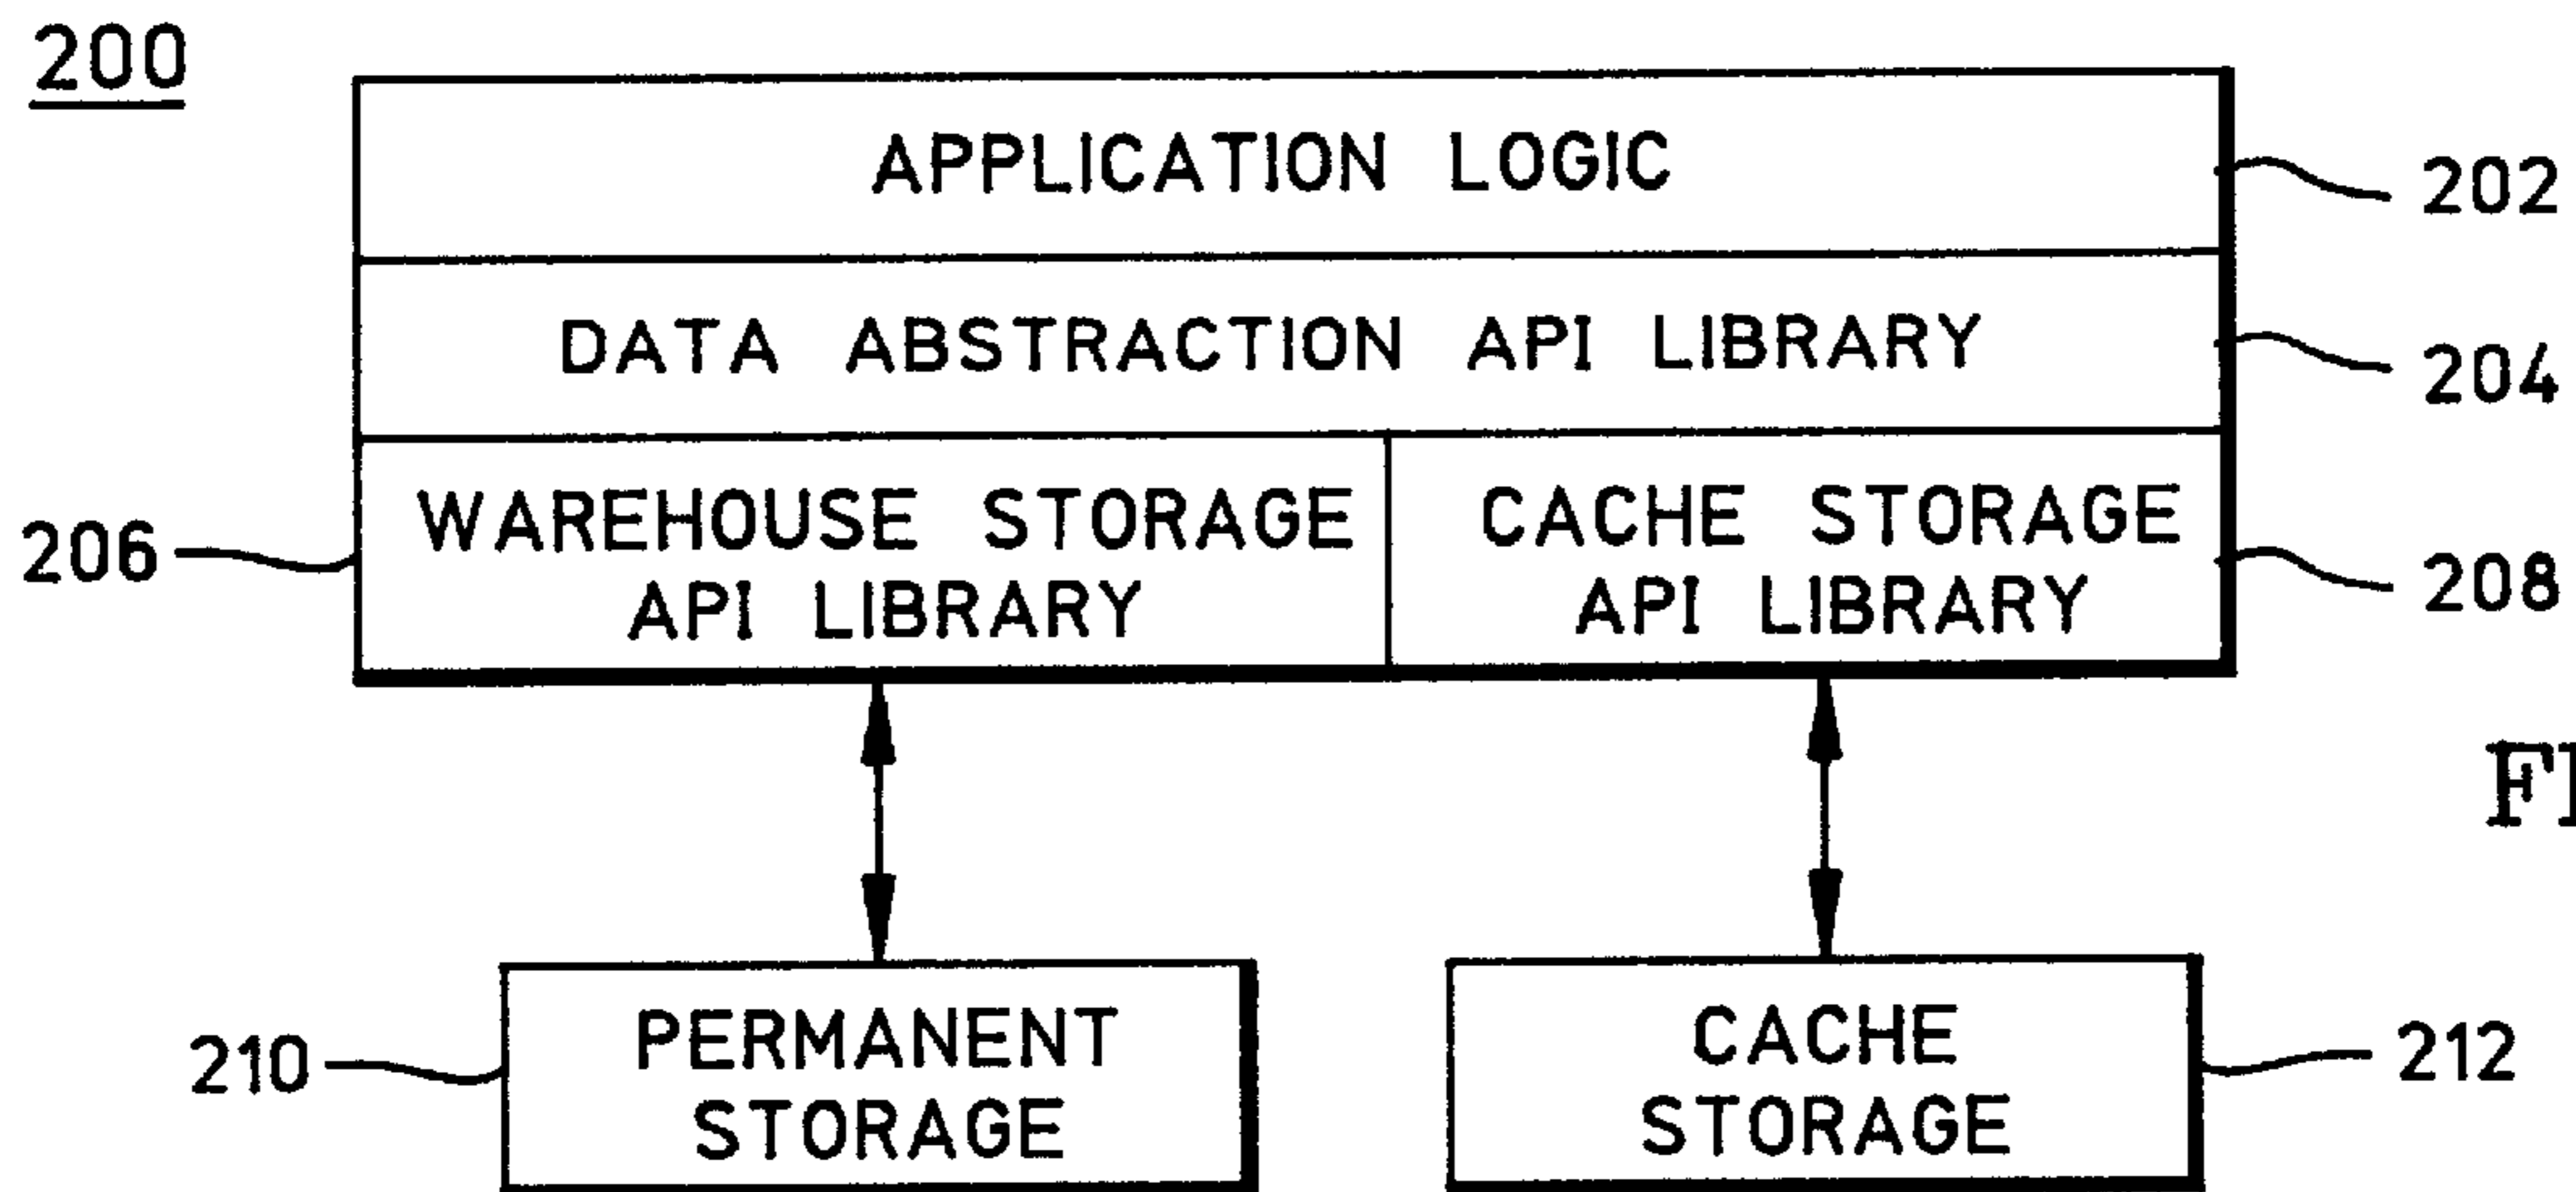 200
APPLICATION LOGIC
202
DATA ABSTRACTION API LIBRARY
204
206
WAREHOUSE STORAGE
API LIBRARY
CACHE STORAGE
API LIBRARY
208
210
PERMANENT
STORAGE
CACHE
STORAGE
212